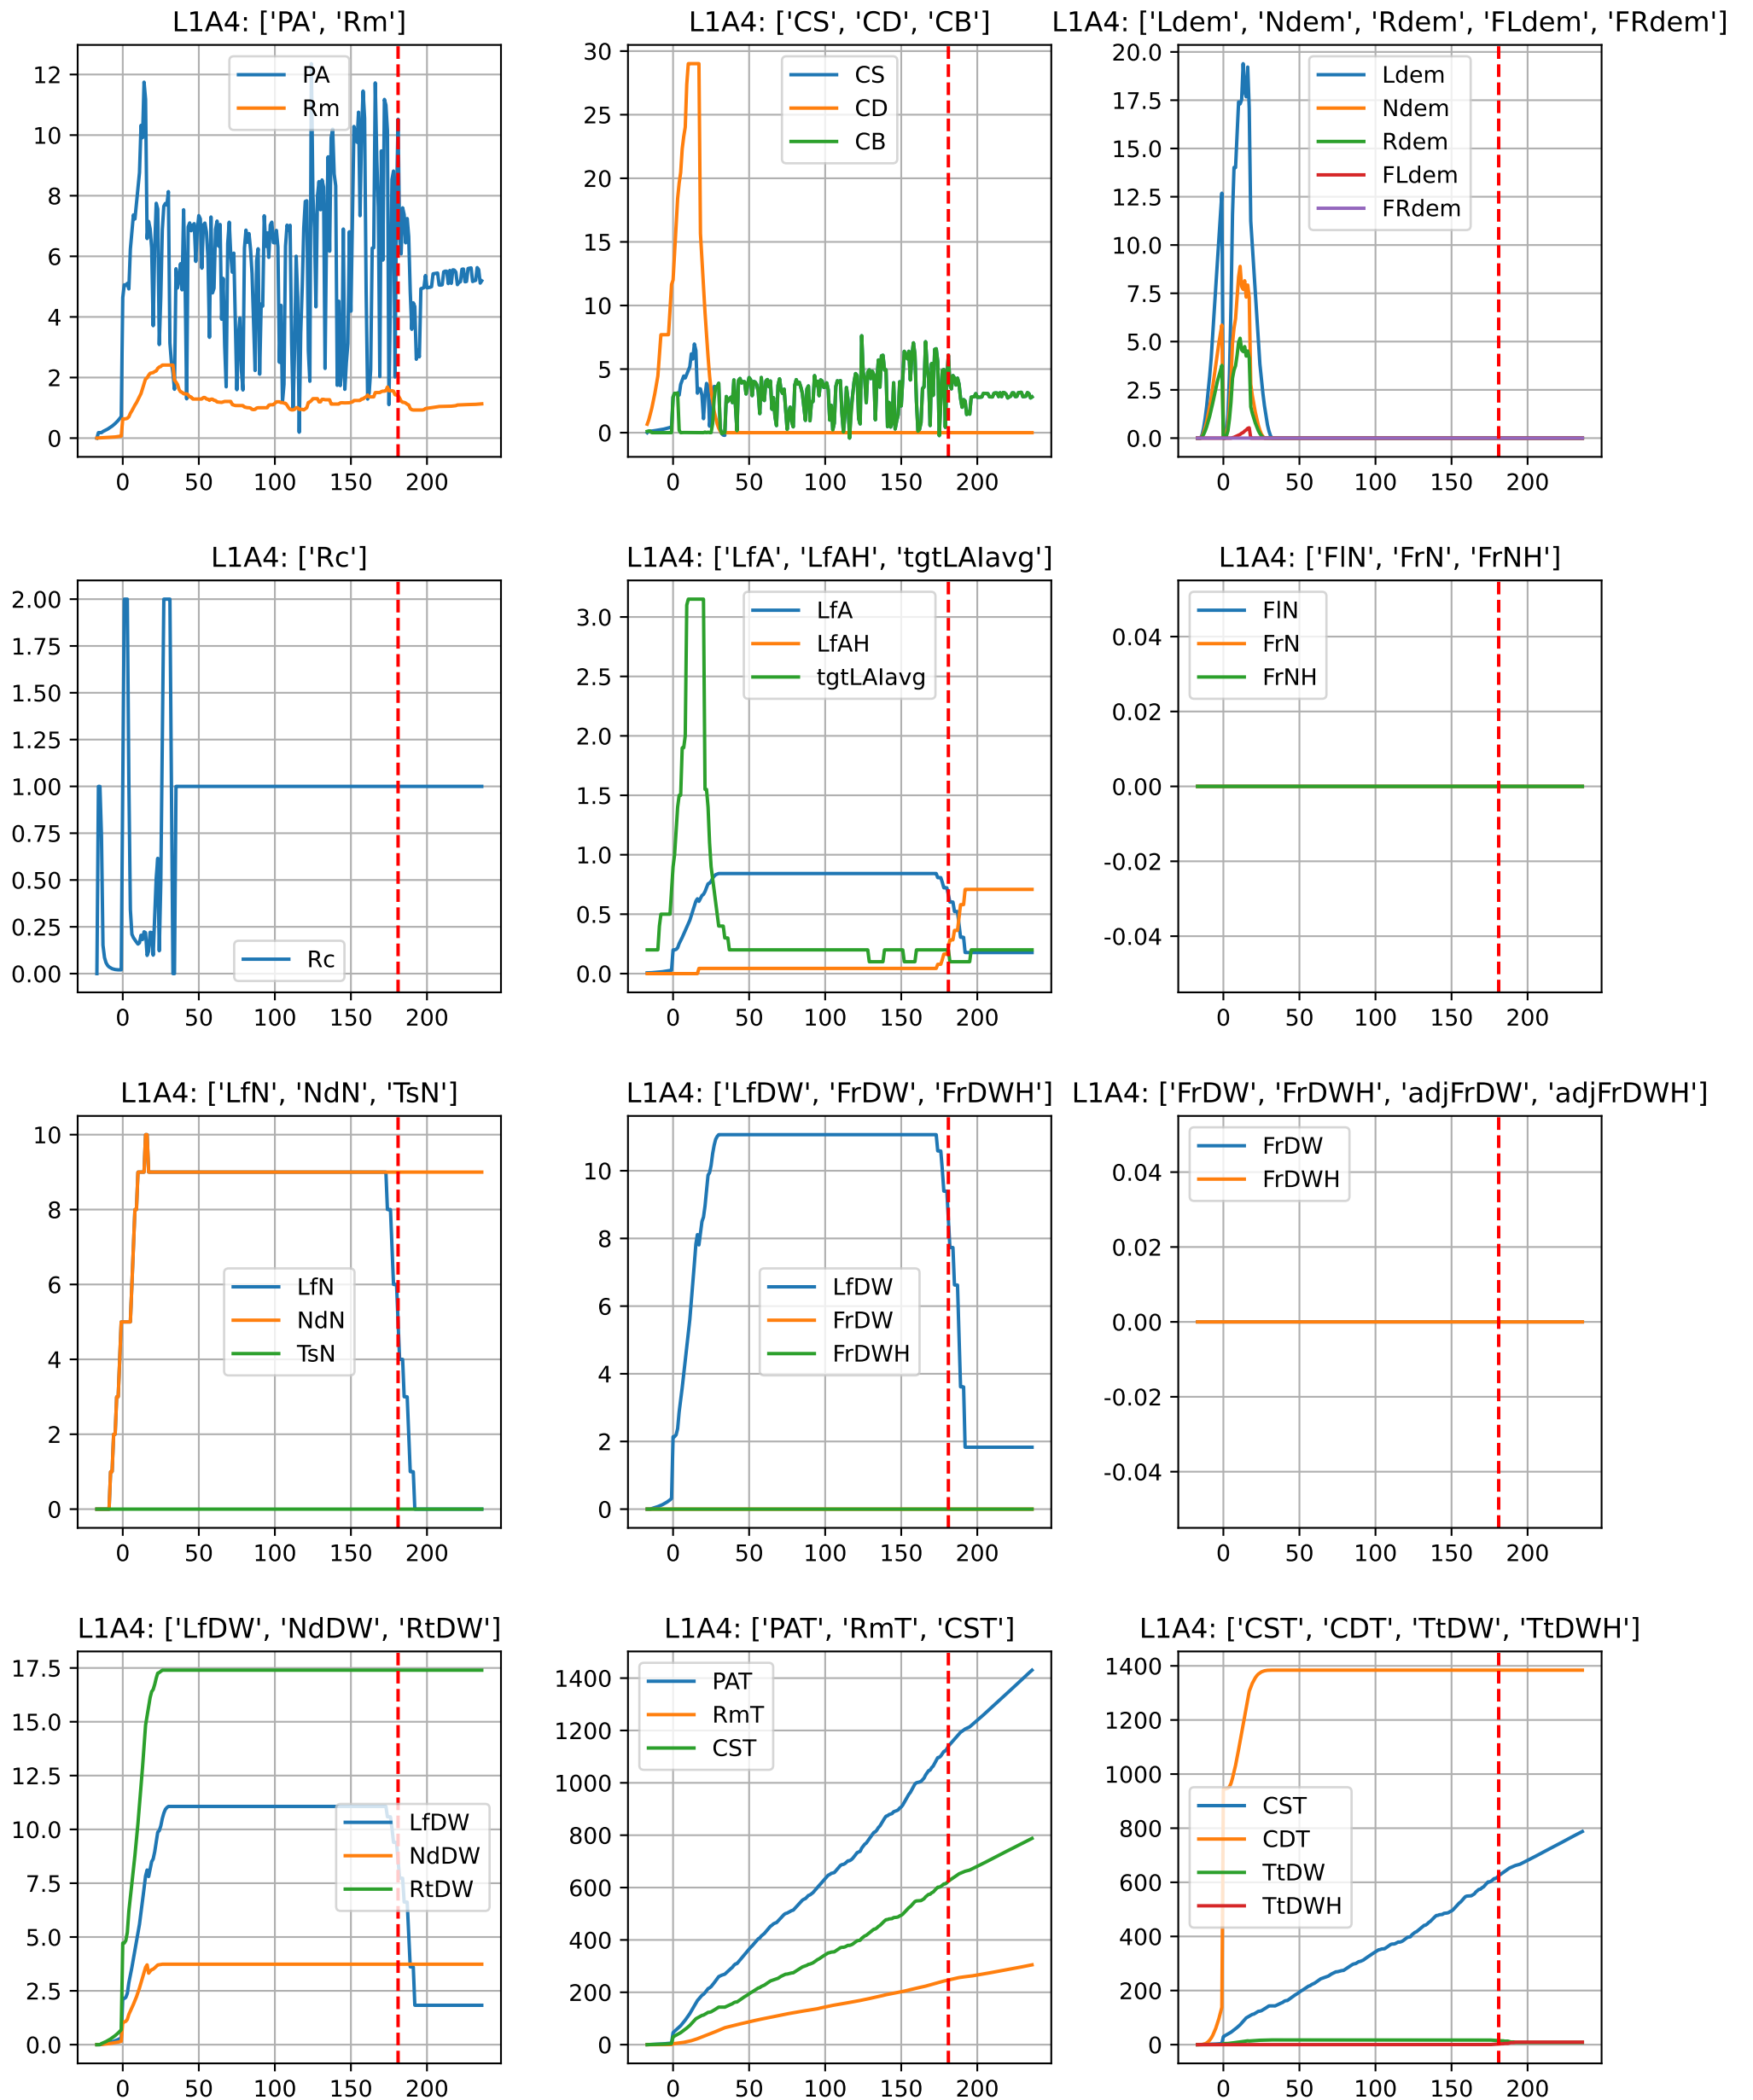 L1A4: ['PA', 'Rm']
PA
Rm
0
2
4
6
8
10
12
0 50 100 150 200
L1A4: ['CS', 'CD', 'CB']
CS
CD
CB
0
5
10
15
20
25
30
0 50 100 150 200
L1A4: ['Ldem', 'Ndem', 'Rdem', 'FLdem', 'FRdem']
Ldem
Ndem
Rdem
FLdem
FRdem
0.0
2.5
5.0
7.5
10.0
12.5
15.0
17.5
20.0
0 50 100 150 200
L1A4: ['Rc']
Rc
0.00
0.25
0.50
0.75
1.00
1.25
1.50
1.75
2.00
0 50 100 150 200
L1A4: ['LfA', 'LfAH', 'tgtLAIavg']
LfA
LfAH
tgtLAIavg
0.0
0.5
1.0
1.5
2.0
2.5
3.0
0 50 100 150 200
L1A4: ['FlN', 'FrN', 'FrNH']
FlN
FrN
FrNH
0.04
0.02
0.00
-0.02
-0.04
0 50 100 150 200
L1A4: ['LfN', 'NdN', 'TsN']
LfN
NdN
TsN
0
2
4
6
8
10
0 50 100 150 200
L1A4: ['LfDW', 'FrDW', 'FrDWH']
LfDW
FrDW
FrDWH
0
2
4
6
8
10
0 50 100 150 200
L1A4: ['FrDW', 'FrDWH', 'adjFrDW', 'adjFrDWH']
FrDW
FrDWH
0.04
0.02
0.00
-0.02
-0.04
0 50 100 150 200
L1A4: ['LfDW', 'NdDW', 'RtDW']
LfDW
NdDW
RtDW
0.0
2.5
5.0
7.5
10.0
12.5
15.0
17.5
0 50 100 150 200
L1A4: ['PAT', 'RmT', 'CST']
PAT
RmT
CST
0
200
400
600
800
1000
1200
1400
0 50 100 150 200
L1A4: ['CST', 'CDT', 'TtDW', 'TtDWH']
CST
CDT
TtDW
TtDWH
0
200
400
600
800
1000
1200
1400
0 50 100 150 200